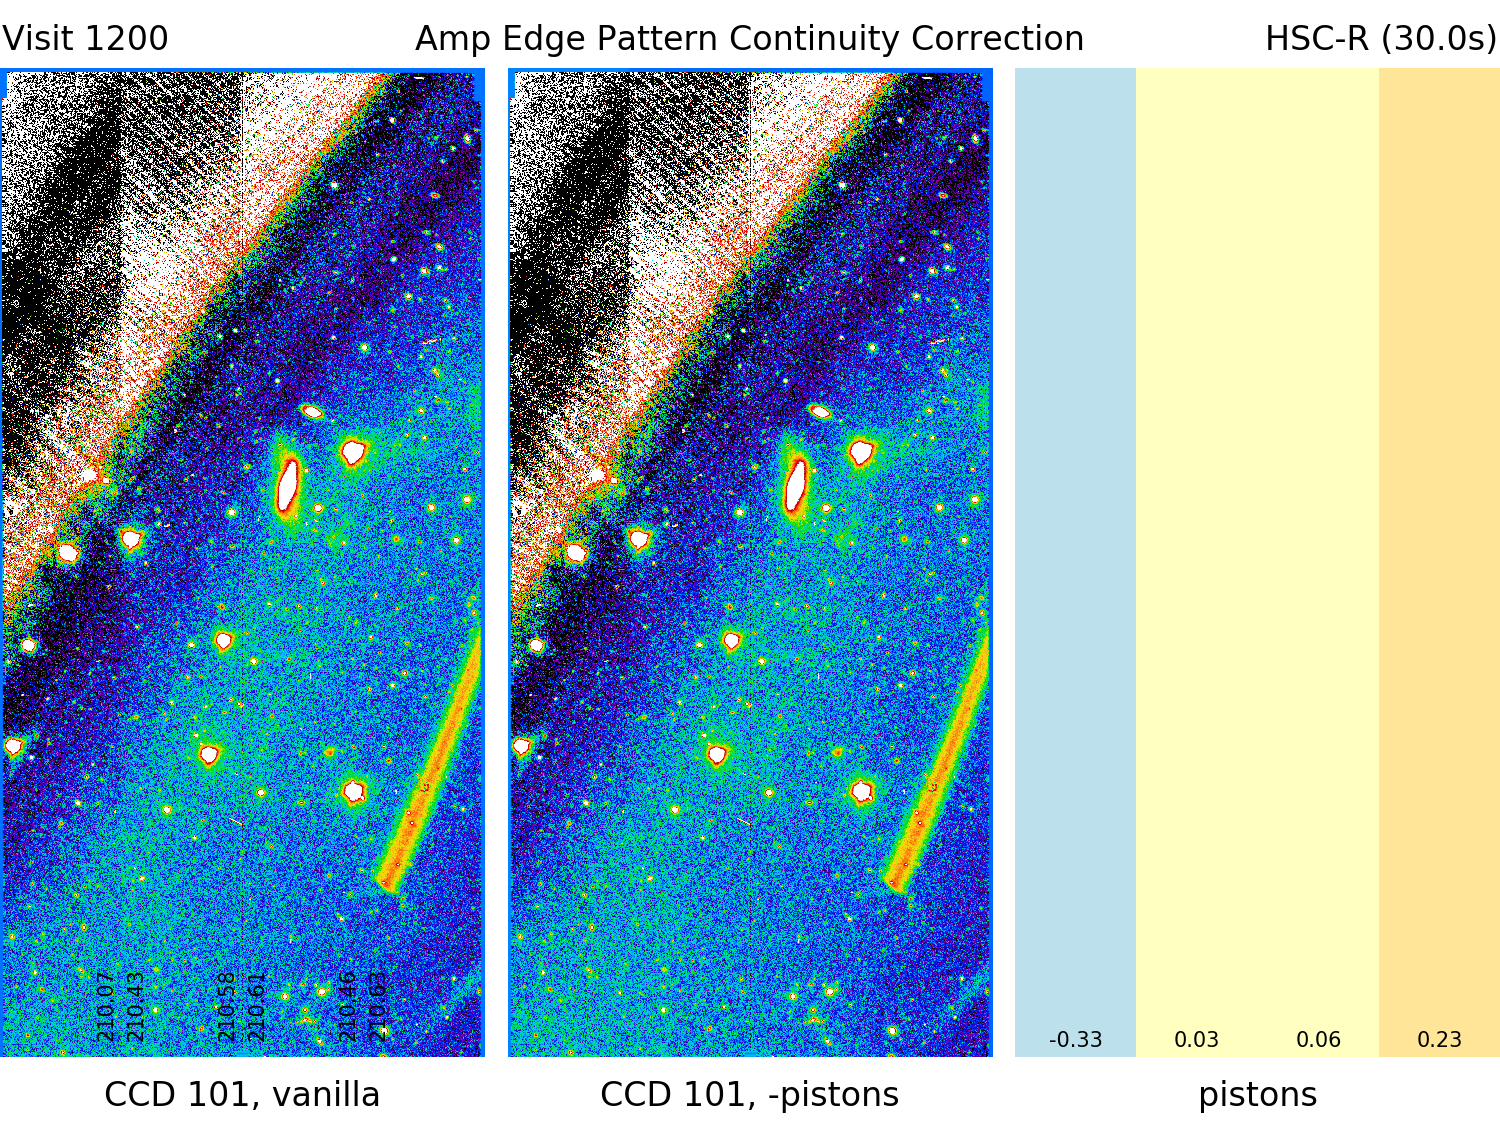 Visit 1200 Amp Edge Pattern Continuity Correction HSC-R (30.0s)
210.07 210.43 210.58 210.61 210.46 210.63
-0.33 0.03 0.06 0.23
CCD 101, vanilla CCD 101, -pistons pistons